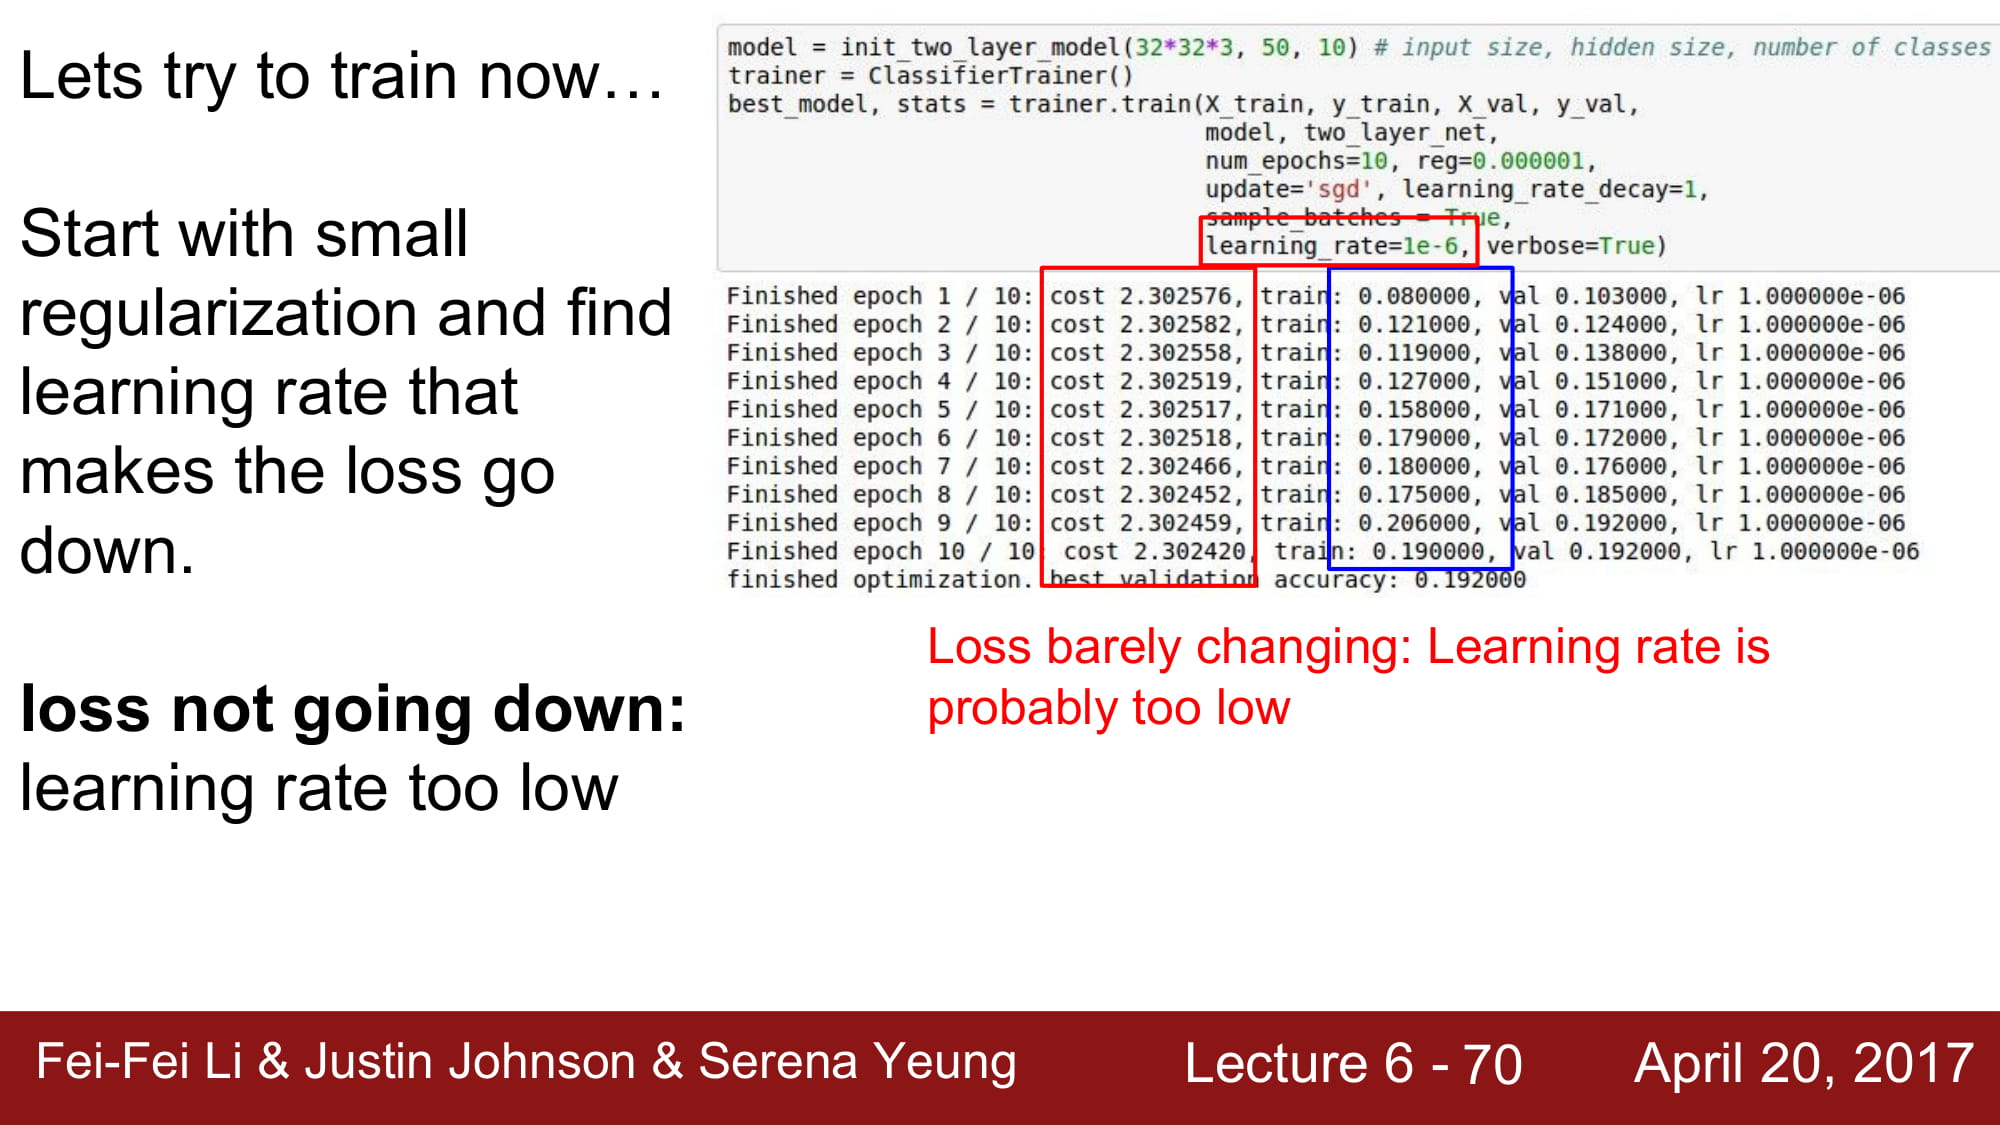 Lets try to train now…
Start with small
regularization and find
learning rate that
makes the loss go
down.
loss not going down:
learning rate too low
model = init_two_layer_model(32*32*3, 50, 10) # input size, hidden size, number of classes
trainer = ClassifierTrainer()
best_model, stats = trainer.train(X_train, y_train, X_val, y_val,
model, two_layer_net,
num_epochs=10, reg=0.000001,
update='sgd', learning_rate_decay=1,
sample_batches = True,
learning_rate=1e-6, verbose=True)
Finished epoch 1 / 10: cost 2.302576, train: 0.080000, val 0.103000, lr 1.000000e-06
Finished epoch 2 / 10: cost 2.302582, train: 0.121000, val 0.124000, lr 1.000000e-06
Finished epoch 3 / 10: cost 2.302558, train: 0.119000, val 0.138000, lr 1.000000e-06
Finished epoch 4 / 10: cost 2.302519, train: 0.127000, val 0.151000, lr 1.000000e-06
Finished epoch 5 / 10: cost 2.302517, train: 0.158000, val 0.171000, lr 1.000000e-06
Finished epoch 6 / 10: cost 2.302518, train: 0.179000, val 0.172000, lr 1.000000e-06
Finished epoch 7 / 10: cost 2.302466, train: 0.180000, val 0.176000, lr 1.000000e-06
Finished epoch 8 / 10: cost 2.302452, train: 0.175000, val 0.185000, lr 1.000000e-06
Finished epoch 9 / 10: cost 2.302459, train: 0.206000, val 0.192000, lr 1.000000e-06
Finished epoch 10 / 10: cost 2.302420, train: 0.190000, val 0.192000, lr 1.000000e-06
finished optimization. best validation accuracy: 0.192000
Loss barely changing: Learning rate is
probably too low
Fei-Fei Li & Justin Johnson & Serena Yeung
Lecture 6 - 70
April 20, 2017